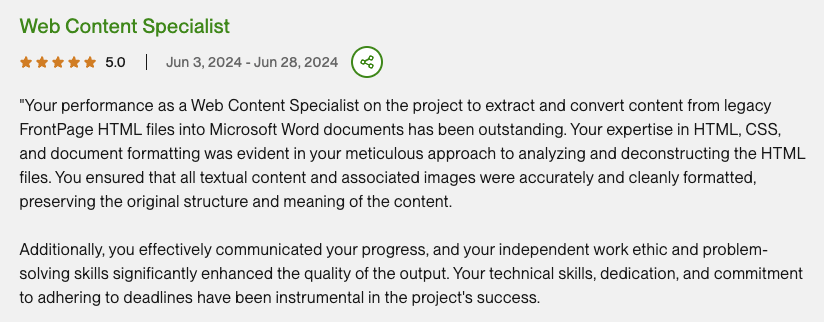 Web Content Specialist
5.0 | Jun 3, 2024 - Jun 28, 2024
"Your performance as a Web Content Specialist on the project to extract and convert content from legacy
FrontPage HTML files into Microsoft Word documents has been outstanding. Your expertise in HTML, CSS,
and document formatting was evident in your meticulous approach to analyzing and deconstructing the HTML
files. You ensured that all textual content and associated images were accurately and cleanly formatted,
preserving the original structure and meaning of the content.
Additionally, you effectively communicated your progress, and your independent work ethic and problem-
solving skills significantly enhanced the quality of the output. Your technical skills, dedication, and commitment
to adhering to deadlines have been instrumental in the project's success.